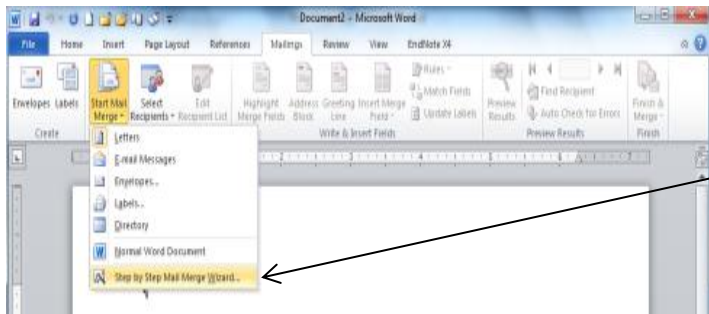 Document2 - Microsoft Word
File Home Insert Page Layout References Mailings Review View EndNote X4
Envelopes Labels Start Mail Merge Select Recipients Edit Recipient List Highlight Merge Fields Address Block Greeting Line Insert Merge Field Rules Match Fields Update Labels Preview Results Find Recipient Auto Check for Errors Finish & Merge
Create Write & Insert Fields Preview Results Finish
Letters
E-mail Messages
Envelopes...
Labels...
Directory
Normal Word Document
Step by Step Mail Merge Wizard...